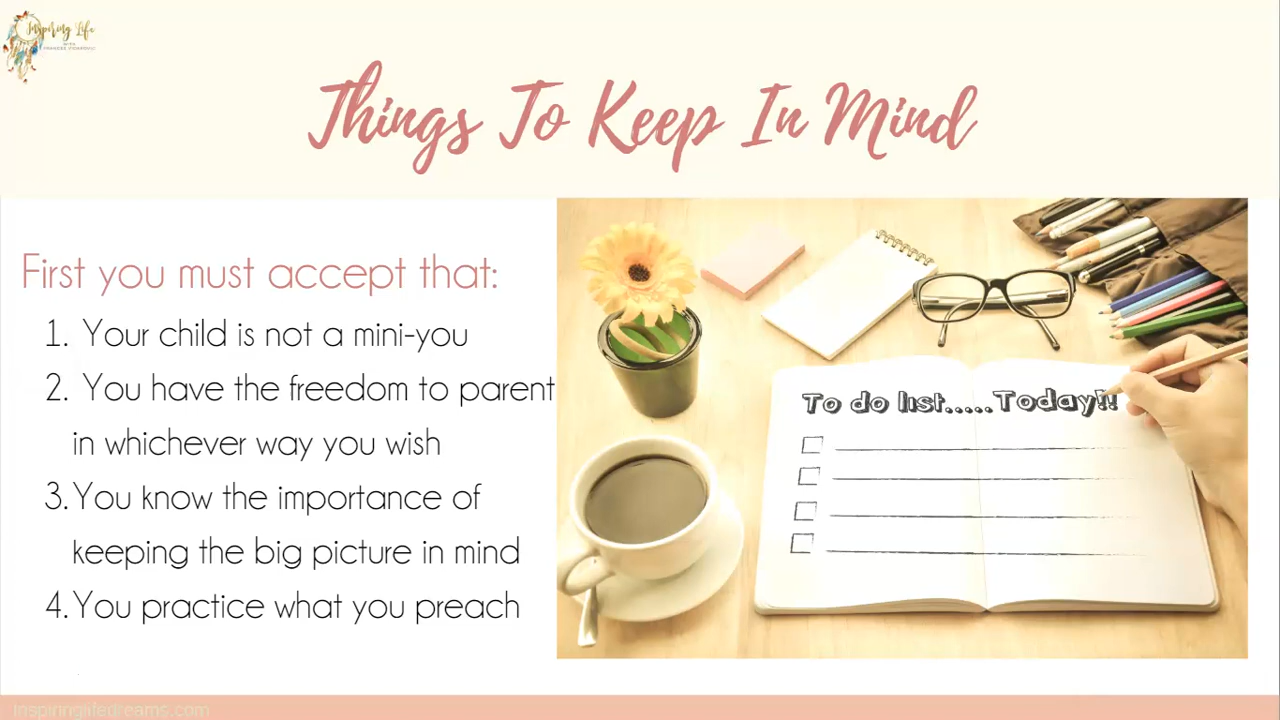 Inspiring Life
WITH
Things To Keep In Mind
First you must accept that:
1. Your child is not a mini-you
2. You have the freedom to parent
in whichever way you wish
3. You know the importance of
keeping the big picture in mind
4. You practice what you preach
To do list.....Today!!
Inspiringlifedreams.com